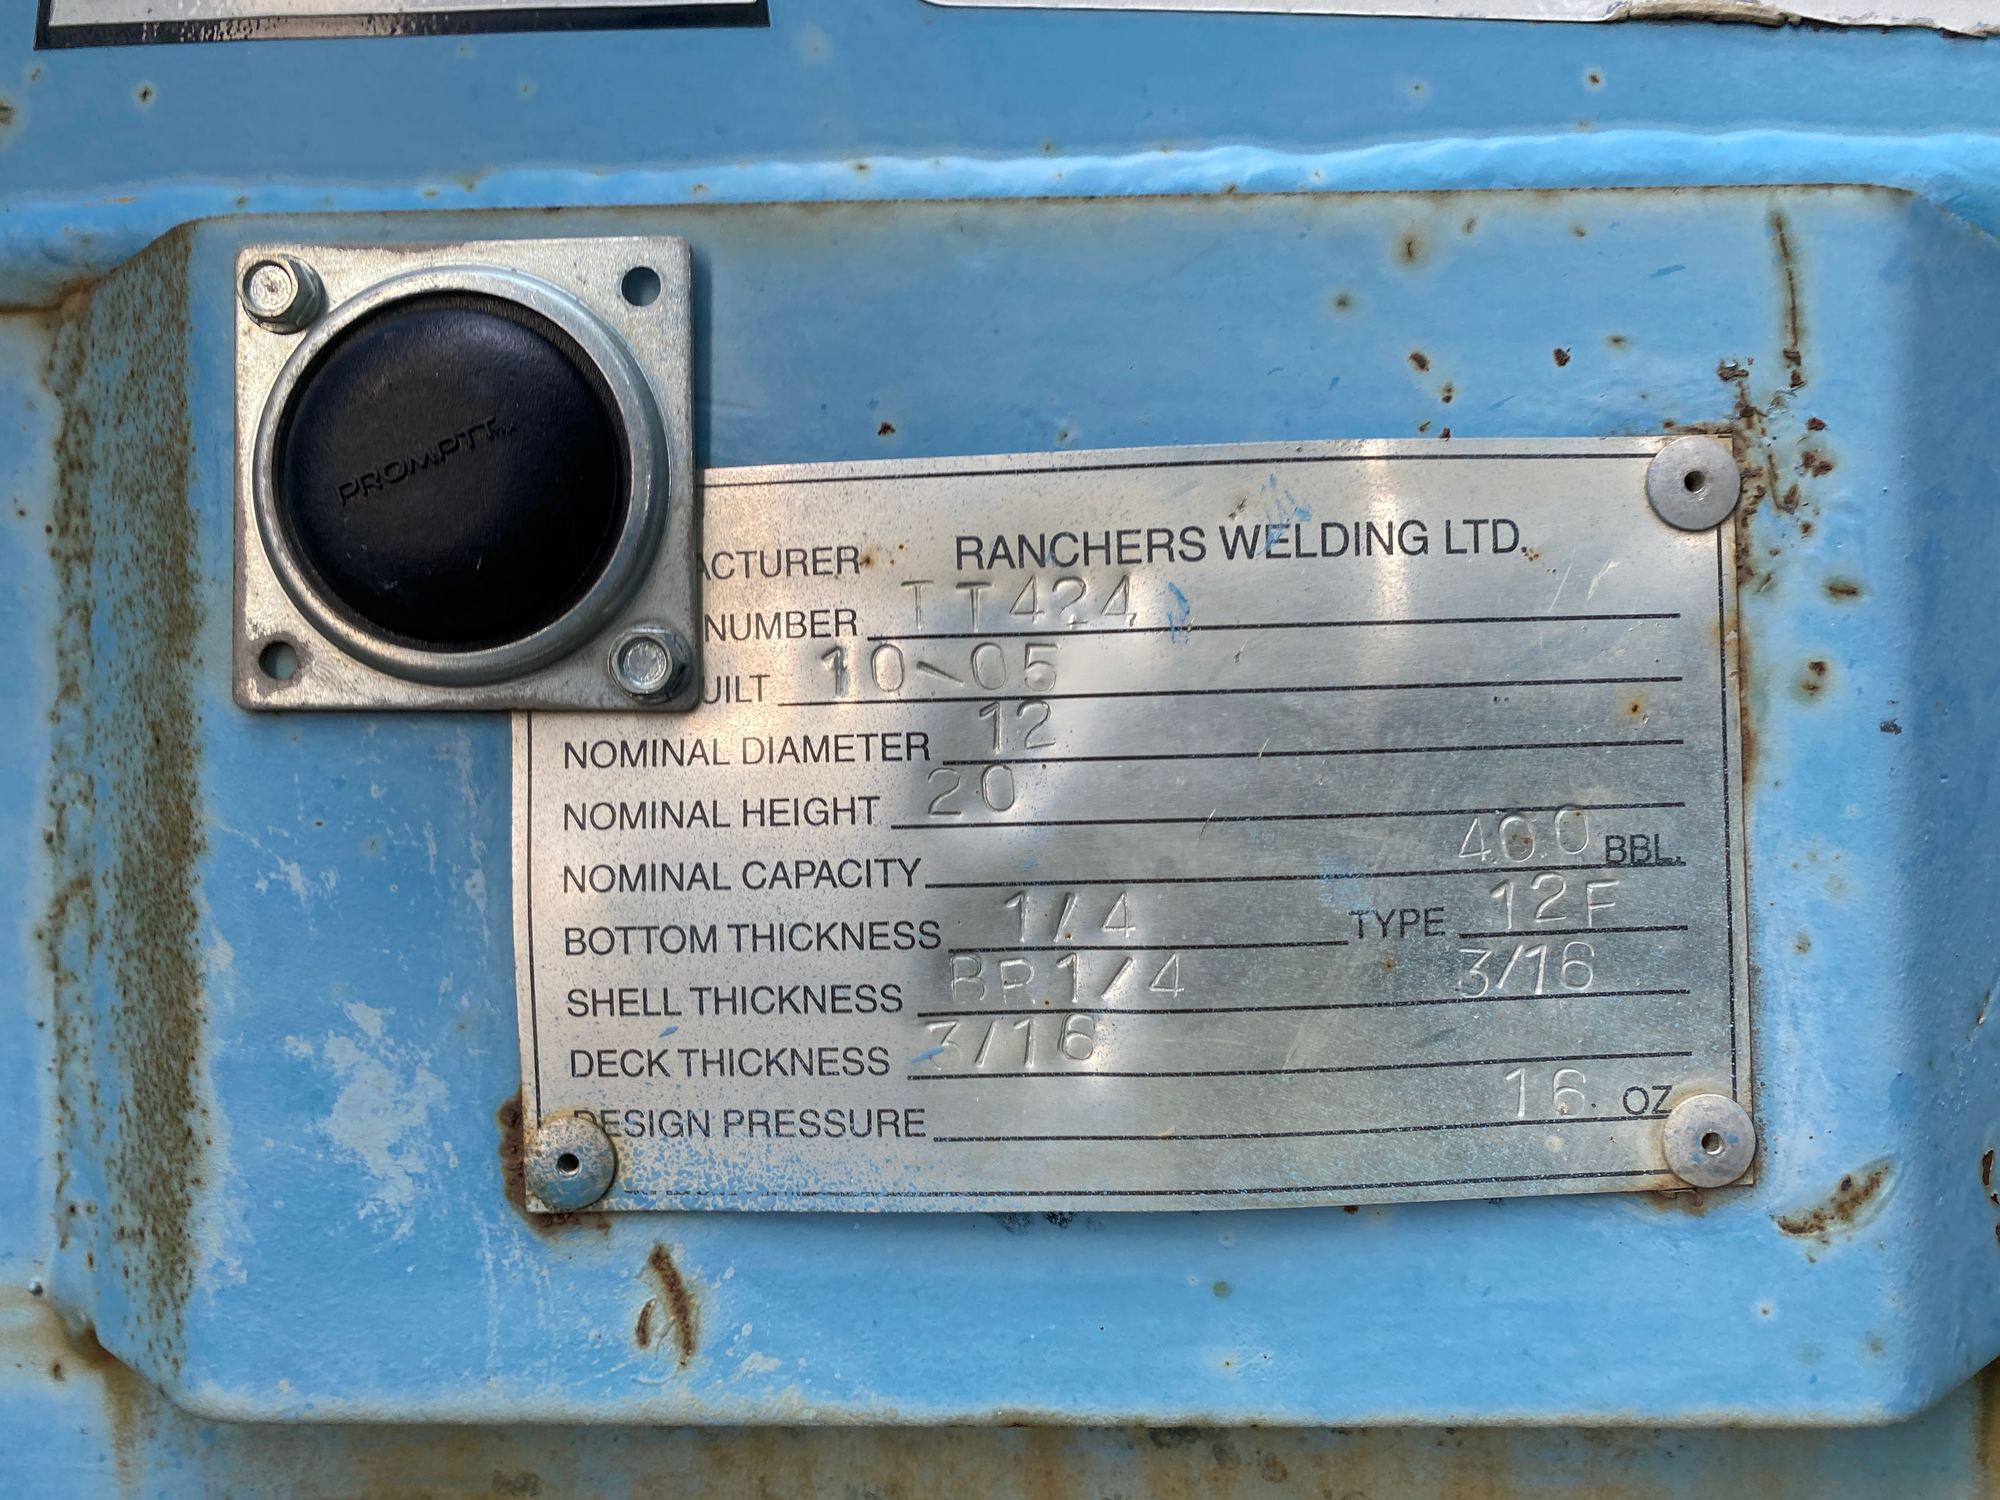 PROMPT
ACTURER RANCHERS WELDING LTD.
NUMBER TT424
UILT 10-05
NOMINAL DIAMETER 12
NOMINAL HEIGHT 20
NOMINAL CAPACITY 400 BBL.
BOTTOM THICKNESS 1/4 TYPE 12F
SHELL THICKNESS BR1/4 3/16
DECK THICKNESS 3/16
DESIGN PRESSURE 16 OZ